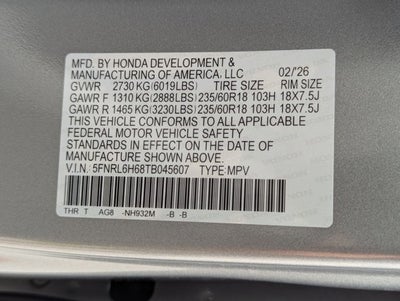 MFD. BY HONDA DEVELOPMENT &
MANUFACTURING OF AMERICA, LLC 02/'26
GVWR 2730 KG(6019LBS) TIRE SIZE RIM SIZE
GAWR F 1310 KG(2888LBS) 235/60R18 103H 18X7.5J
GAWR R 1465 KG(3230LBS) 235/60R18 103H 18X7.5J
THIS VEHICLE CONFORMS TO ALL APPLICABLE
FEDERAL MOTOR VEHICLE SAFETY
STANDARDS IN EFFECT ON THE DATE OF
MANUFACTURE SHOWN ABOVE.
V.I.N. 5FNRL6H68TB045607 TYPE:MPV
THR T AG8 -NH932M -B -B